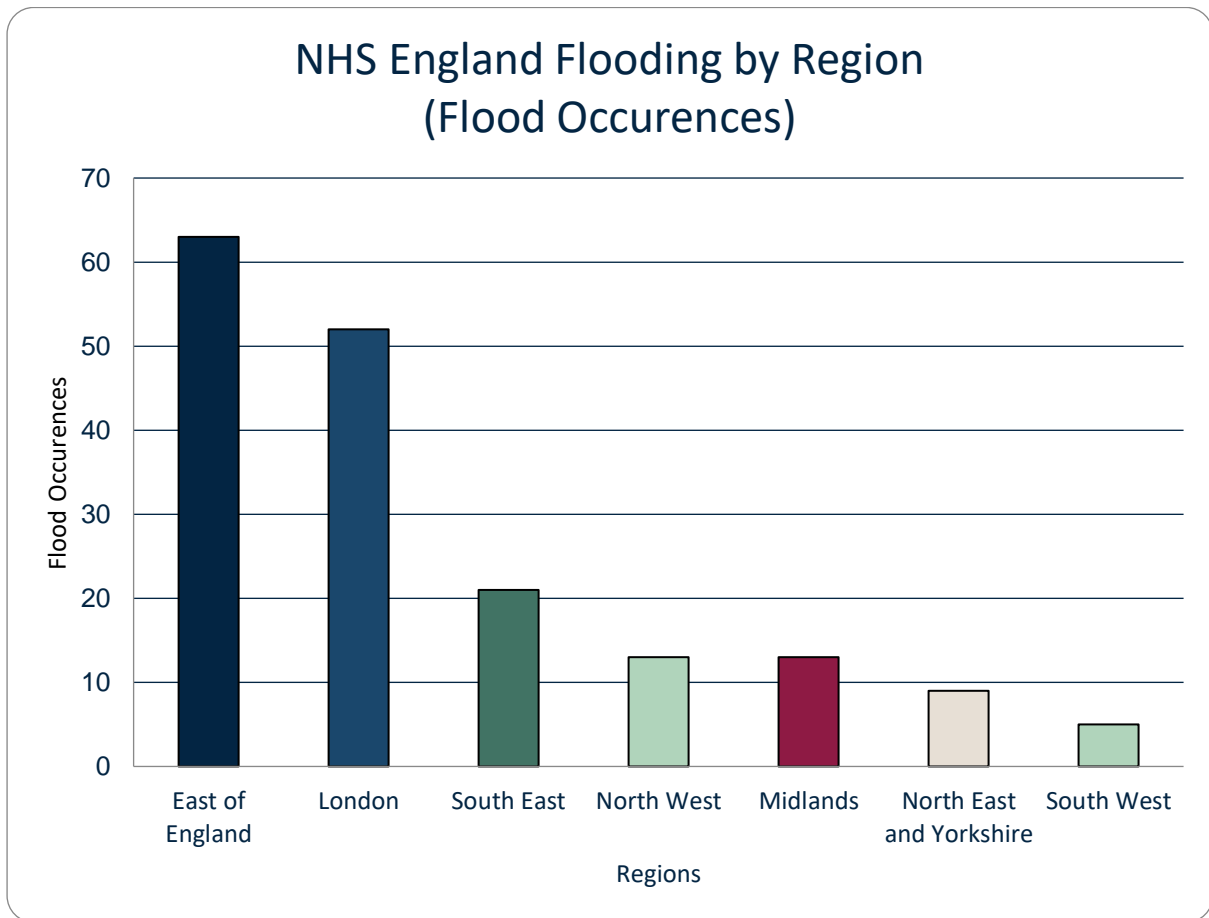 NHS England Flooding by Region
(Flood Occurences)
70
60
50
40
30
20
10
0
Flood Occurences
East of
England
London
South East
North West
Midlands
North East
and Yorkshire
South West
Regions